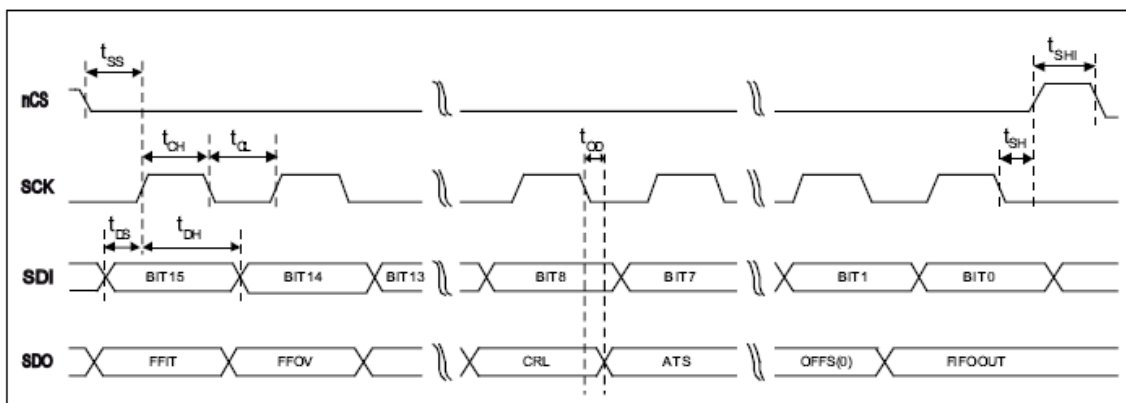 tSS
tSHI
nCS
tCH tCL tOD tSH
SCK
tDS tDH
SDI BIT15 BIT14 BIT13 BIT8 BIT7 BIT1 BIT0
SDO FFIT FFOV CRL ATS OFFS(0) FIFOOUT